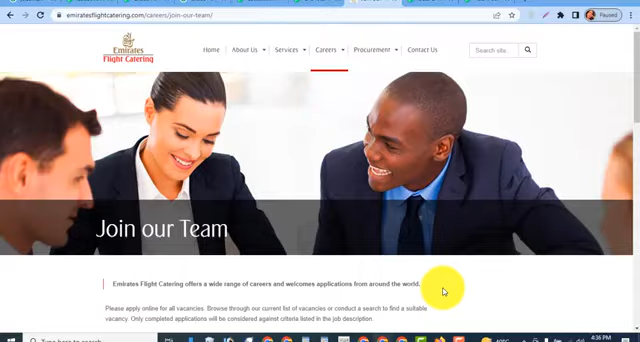 emiratesflightcatering.com/careers/join-our-team/
Paused
Emirates
Flight Catering
Home
About Us
Services
Careers
Procurement
Contact Us
Search site..
Join our Team
Emirates Flight Catering offers a wide range of careers and welcomes applications from around the world.
Please apply online for all vacancies. Browse through our current list of vacancies or conduct a search to find a suitable
vacancy. Only completed applications will be considered against criteria listed in the job description.
Type here to search
4:36 PM